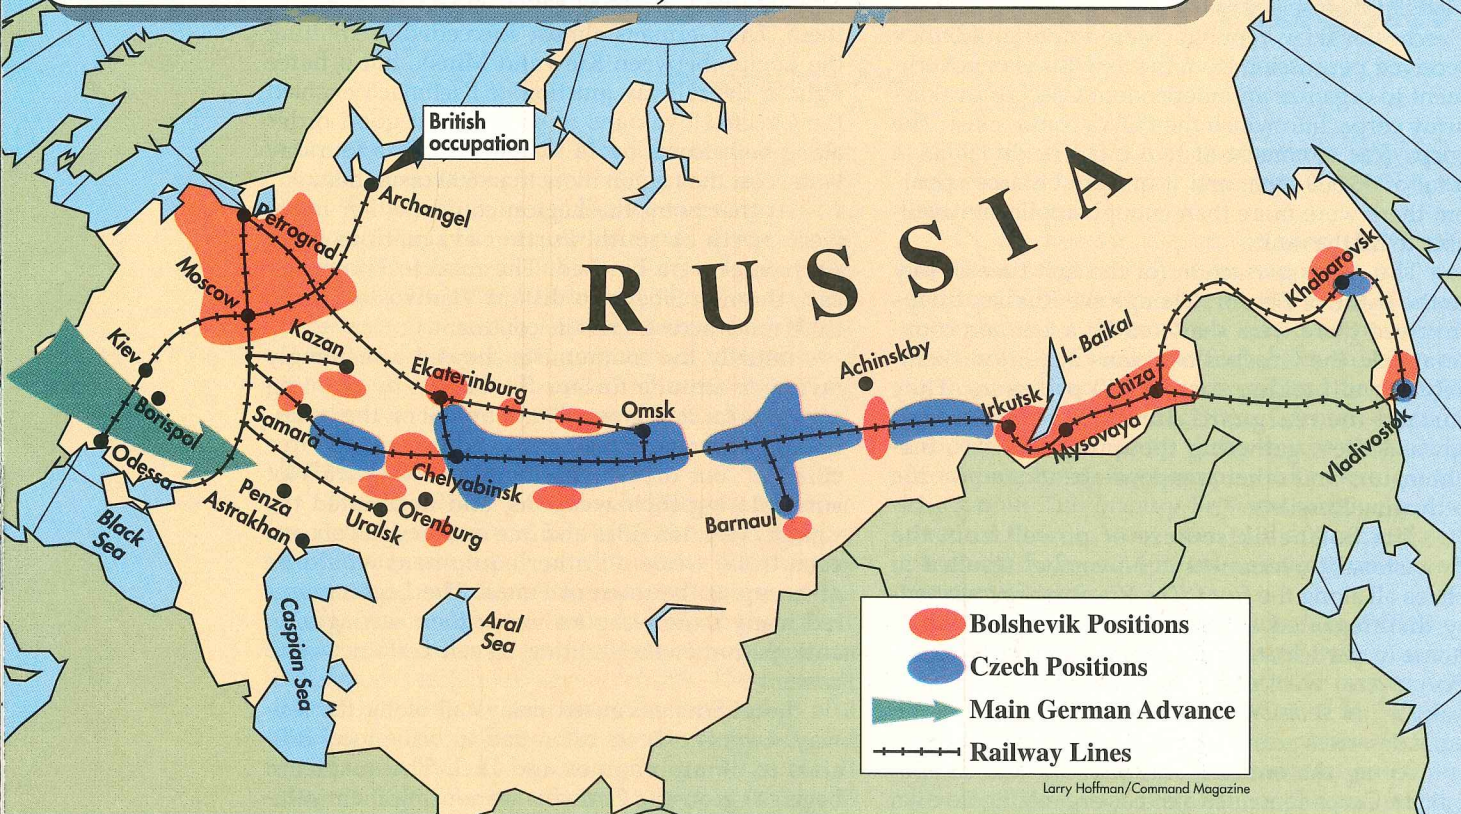 British
occupation
Archangel
Petrograd
Moscow
RUSSIA
Khabarovsk
Kiev
Kazan
Ekaterinburg
Achinskby
L. Baikal
Borispol
Samara
Omsk
Irkutsk
Chiza
Mysovaya
Vladivostok
Odessa
Chelyabinsk
Penza
Astrakhan
Uralsk
Orenburg
Barnaul
Black
Sea
Caspian Sea
Aral
Sea
Bolshevik Positions
Czech Positions
Main German Advance
Railway Lines
Larry Hoffman/Command Magazine